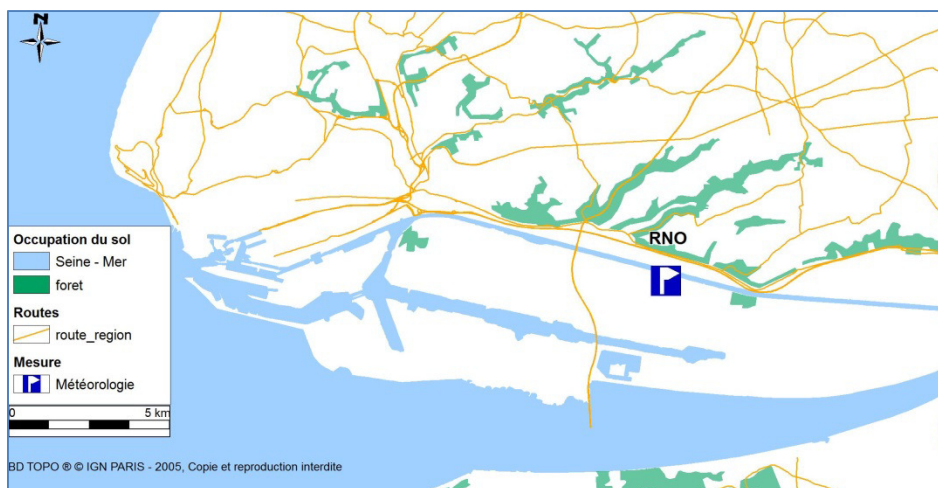 N
RNO
Occupation du sol
Seine - Mer
foret
Routes
route_region
Mesure
Météorologie
0 5 km
BD TOPO ® © IGN PARIS - 2005, Copie et reproduction interdite